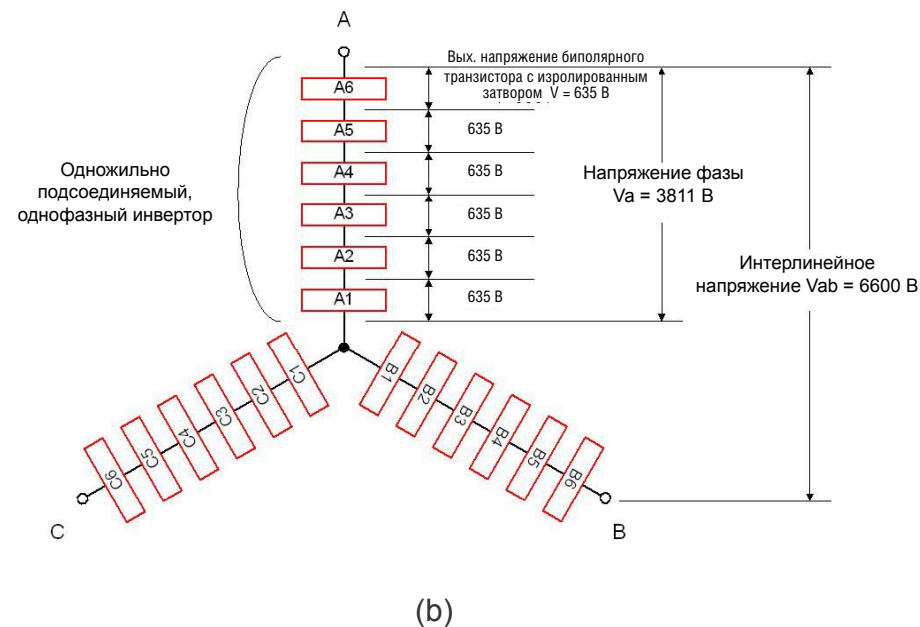 A
Вых. напряжение биполярного
транзистора с изролированным
затвором V = 635 В
A6
A5
635 В
A4
635 В
A3
635 В
A2
635 В
A1
635 В
Одножильно
подсоединяемый,
однофазный инвертор
Напряжение фазы
Va = 3811 В
Интерлинейное
напряжение Vab = 6600 В
C1
C2
C3
C4
C5
C6
B1
B2
B3
B4
B5
B6
C
B
(b)